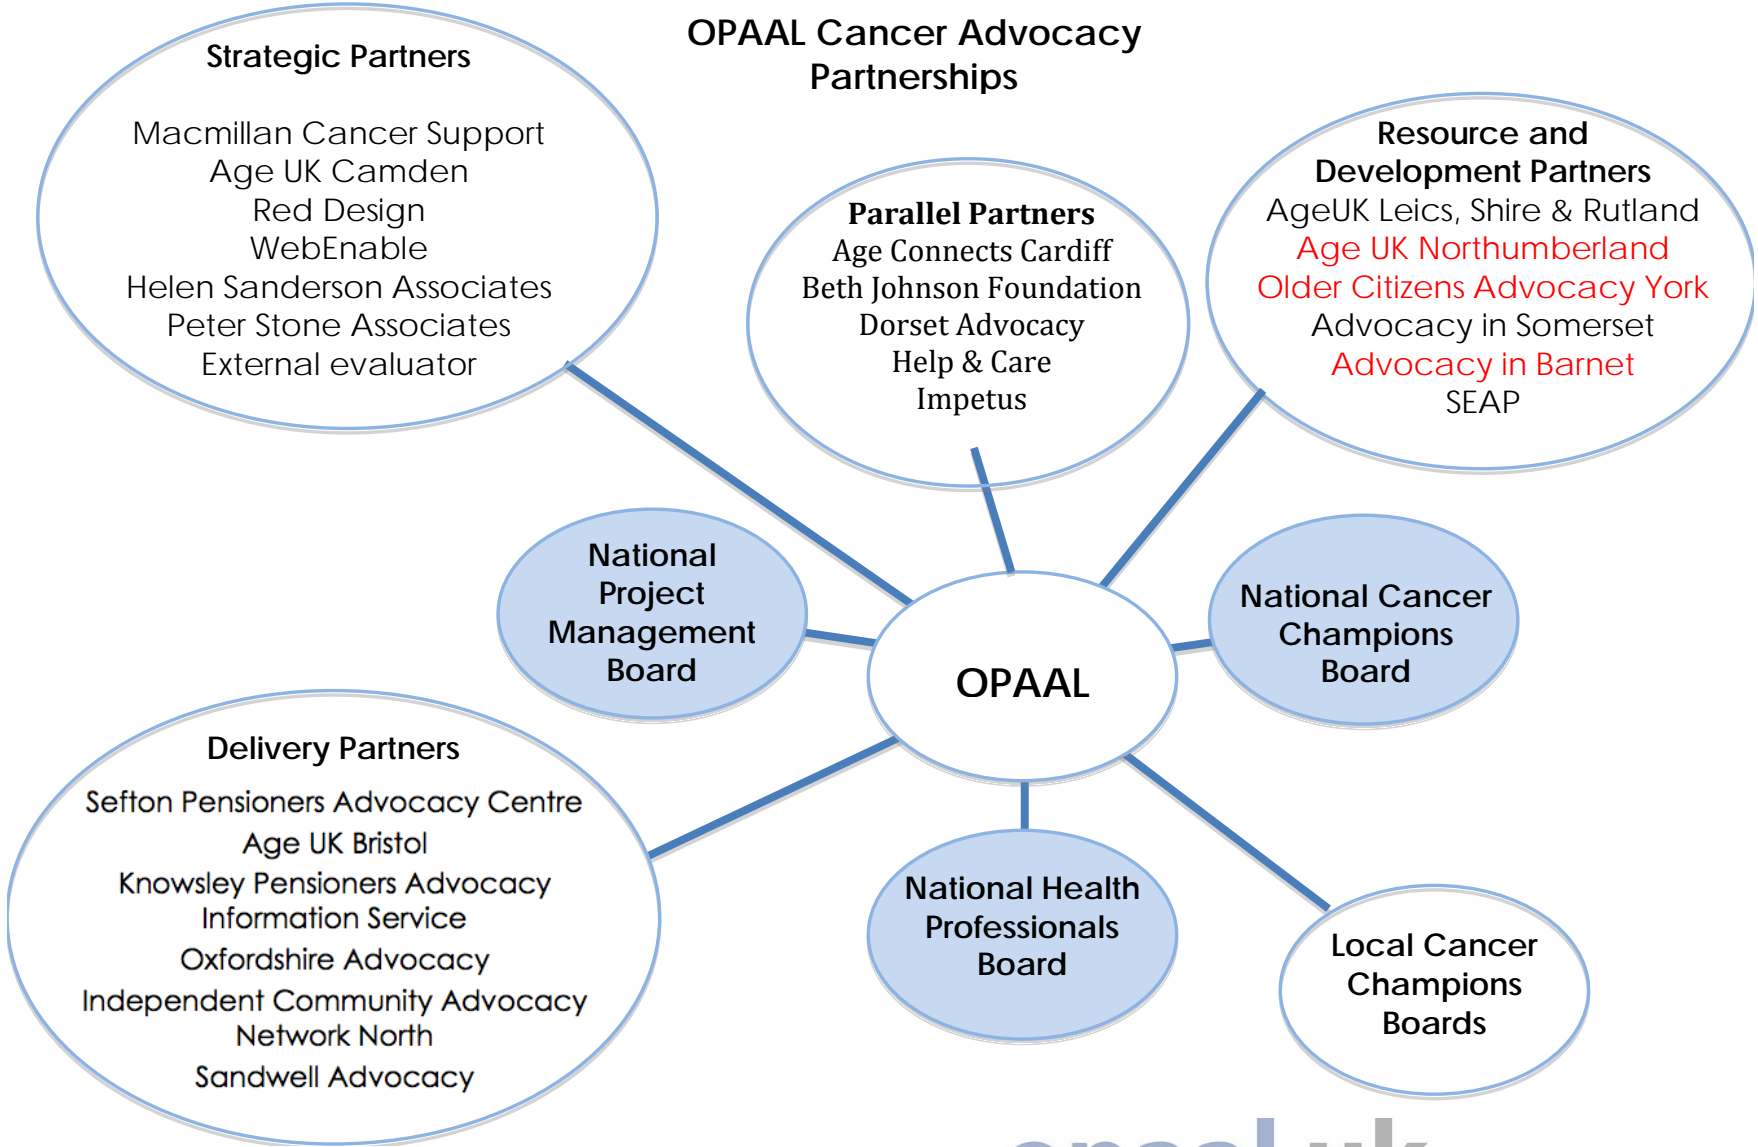 OPAAL Cancer Advocacy
Partnerships
Strategic Partners
Macmillan Cancer Support
Age UK Camden
Red Design
WebEnable
Helen Sanderson Associates
Peter Stone Associates
External evaluator
Parallel Partners
Age Connects Cardiff
Beth Johnson Foundation
Dorset Advocacy
Help & Care
Impetus
Resource and
Development Partners
AgeUK Leics, Shire & Rutland
Age UK Northumberland
Older Citizens Advocacy York
Advocacy in Somerset
Advocacy in Barnet
SEAP
National
Project
Management
Board
OPAAL
National Cancer
Champions
Board
Delivery Partners
Sefton Pensioners Advocacy Centre
Age UK Bristol
Knowsley Pensioners Advocacy
Information Service
Oxfordshire Advocacy
Independent Community Advocacy
Network North
Sandwell Advocacy
National Health
Professionals
Board
Local Cancer
Champions
Boards
opaal uk